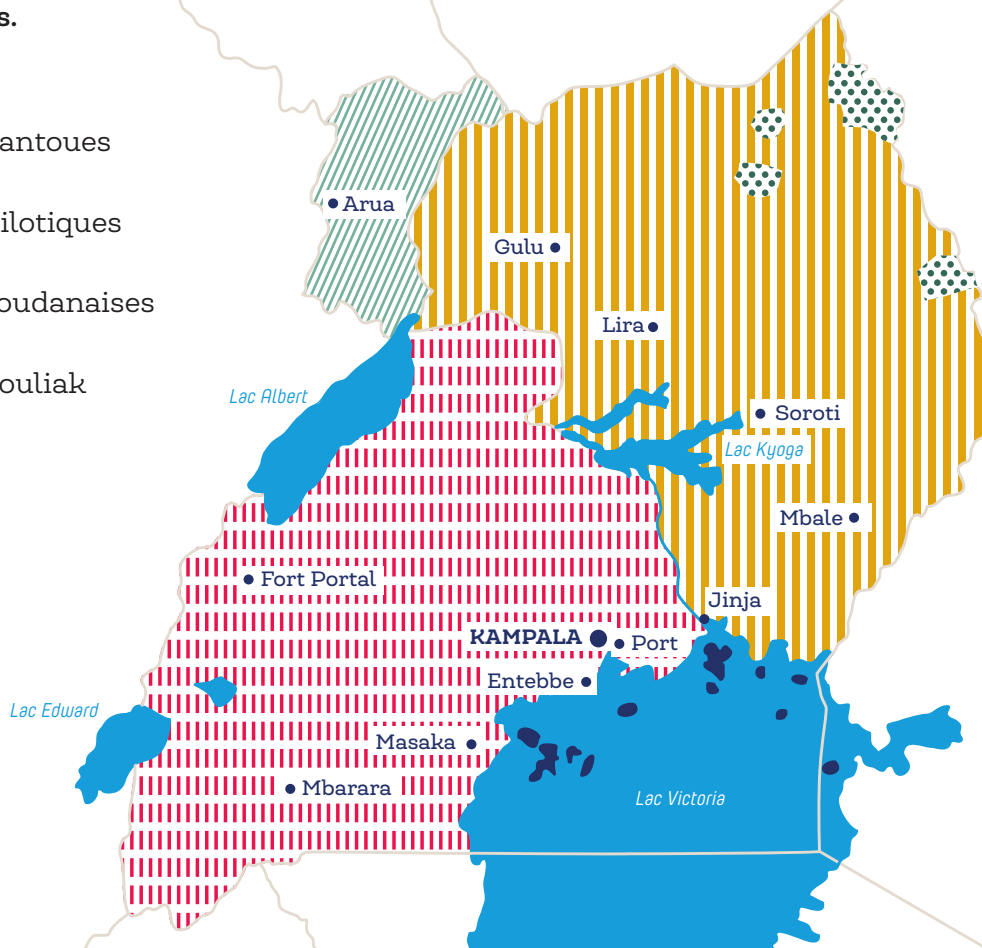 s.
antoues
ilotiques
oudanaises
ouliak
Arua
Gulu
Lira
Lac Albert
Soroti
Lac Kyoga
Mbale
Fort Portal
Jinja
KAMPALA
Port
Entebbe
Lac Edward
Masaka
Mbarara
Lac Victoria